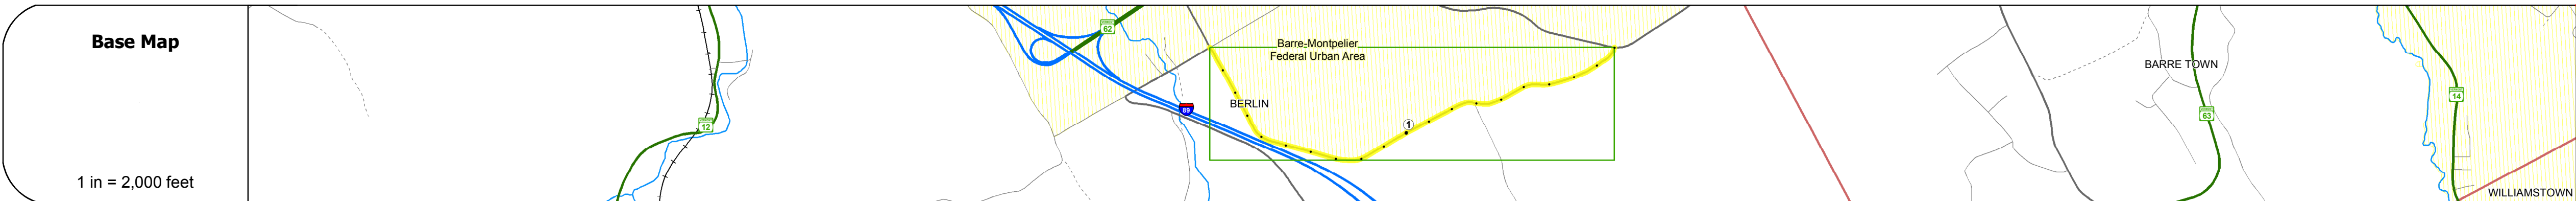 Base Map
1 in = 2,000 feet
12
62
89
Barre-Montpelier
Federal Urban Area
BERLIN
1
BARRE TOWN
63
14
WILLIAMSTOWN